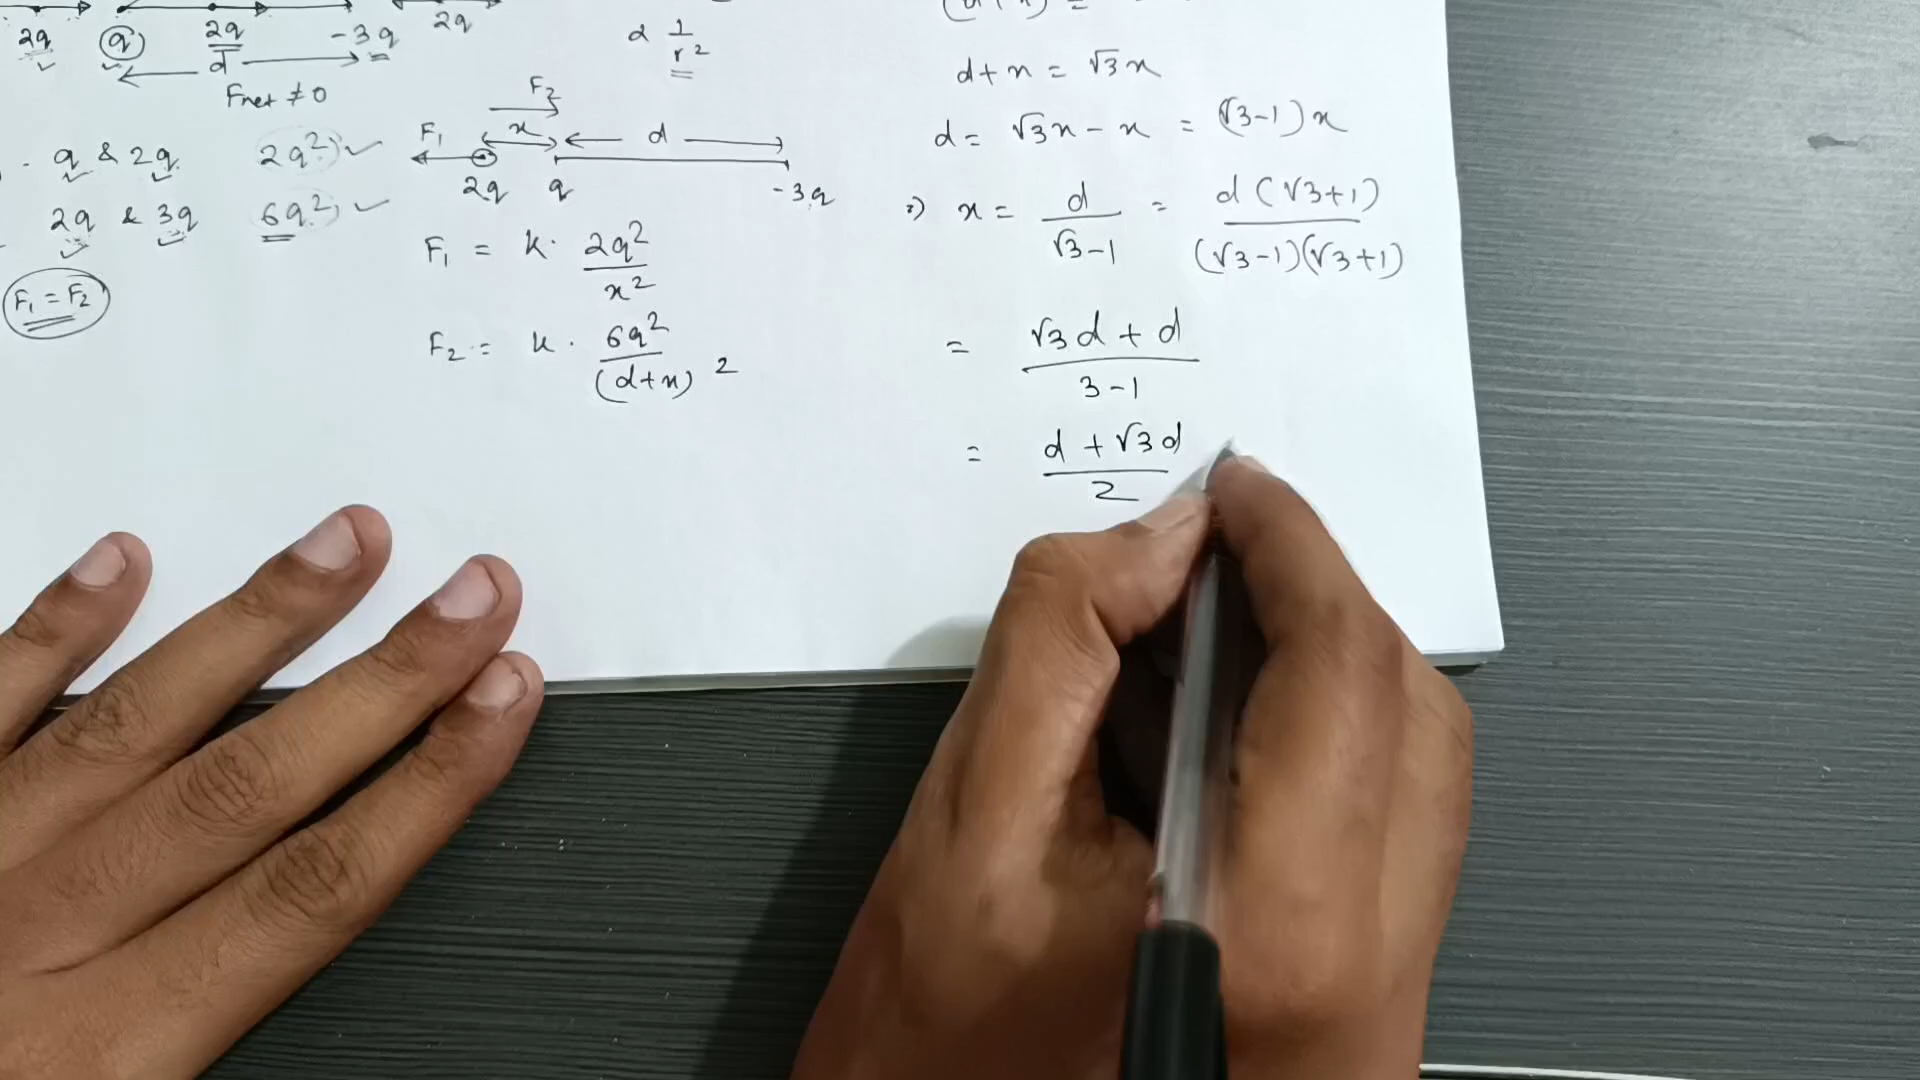 2q q 2q -3q 2q
d
Fnet ≠ 0
q & 2q 2q²
2q & 3q 6q²
F₁ = F₂
α 1/r²
F₂
F₁ x d
2q q -3q
F₁ = k · 2q²/x²
F₂ = k · 6q²/(d+x)²
d+x = √3x
d = √3x - x = (√3-1)x
x = d/(√3-1) = d(√3+1)/(√3-1)(√3+1)
= (√3d + d)/(3-1)
= (d + √3d)/2